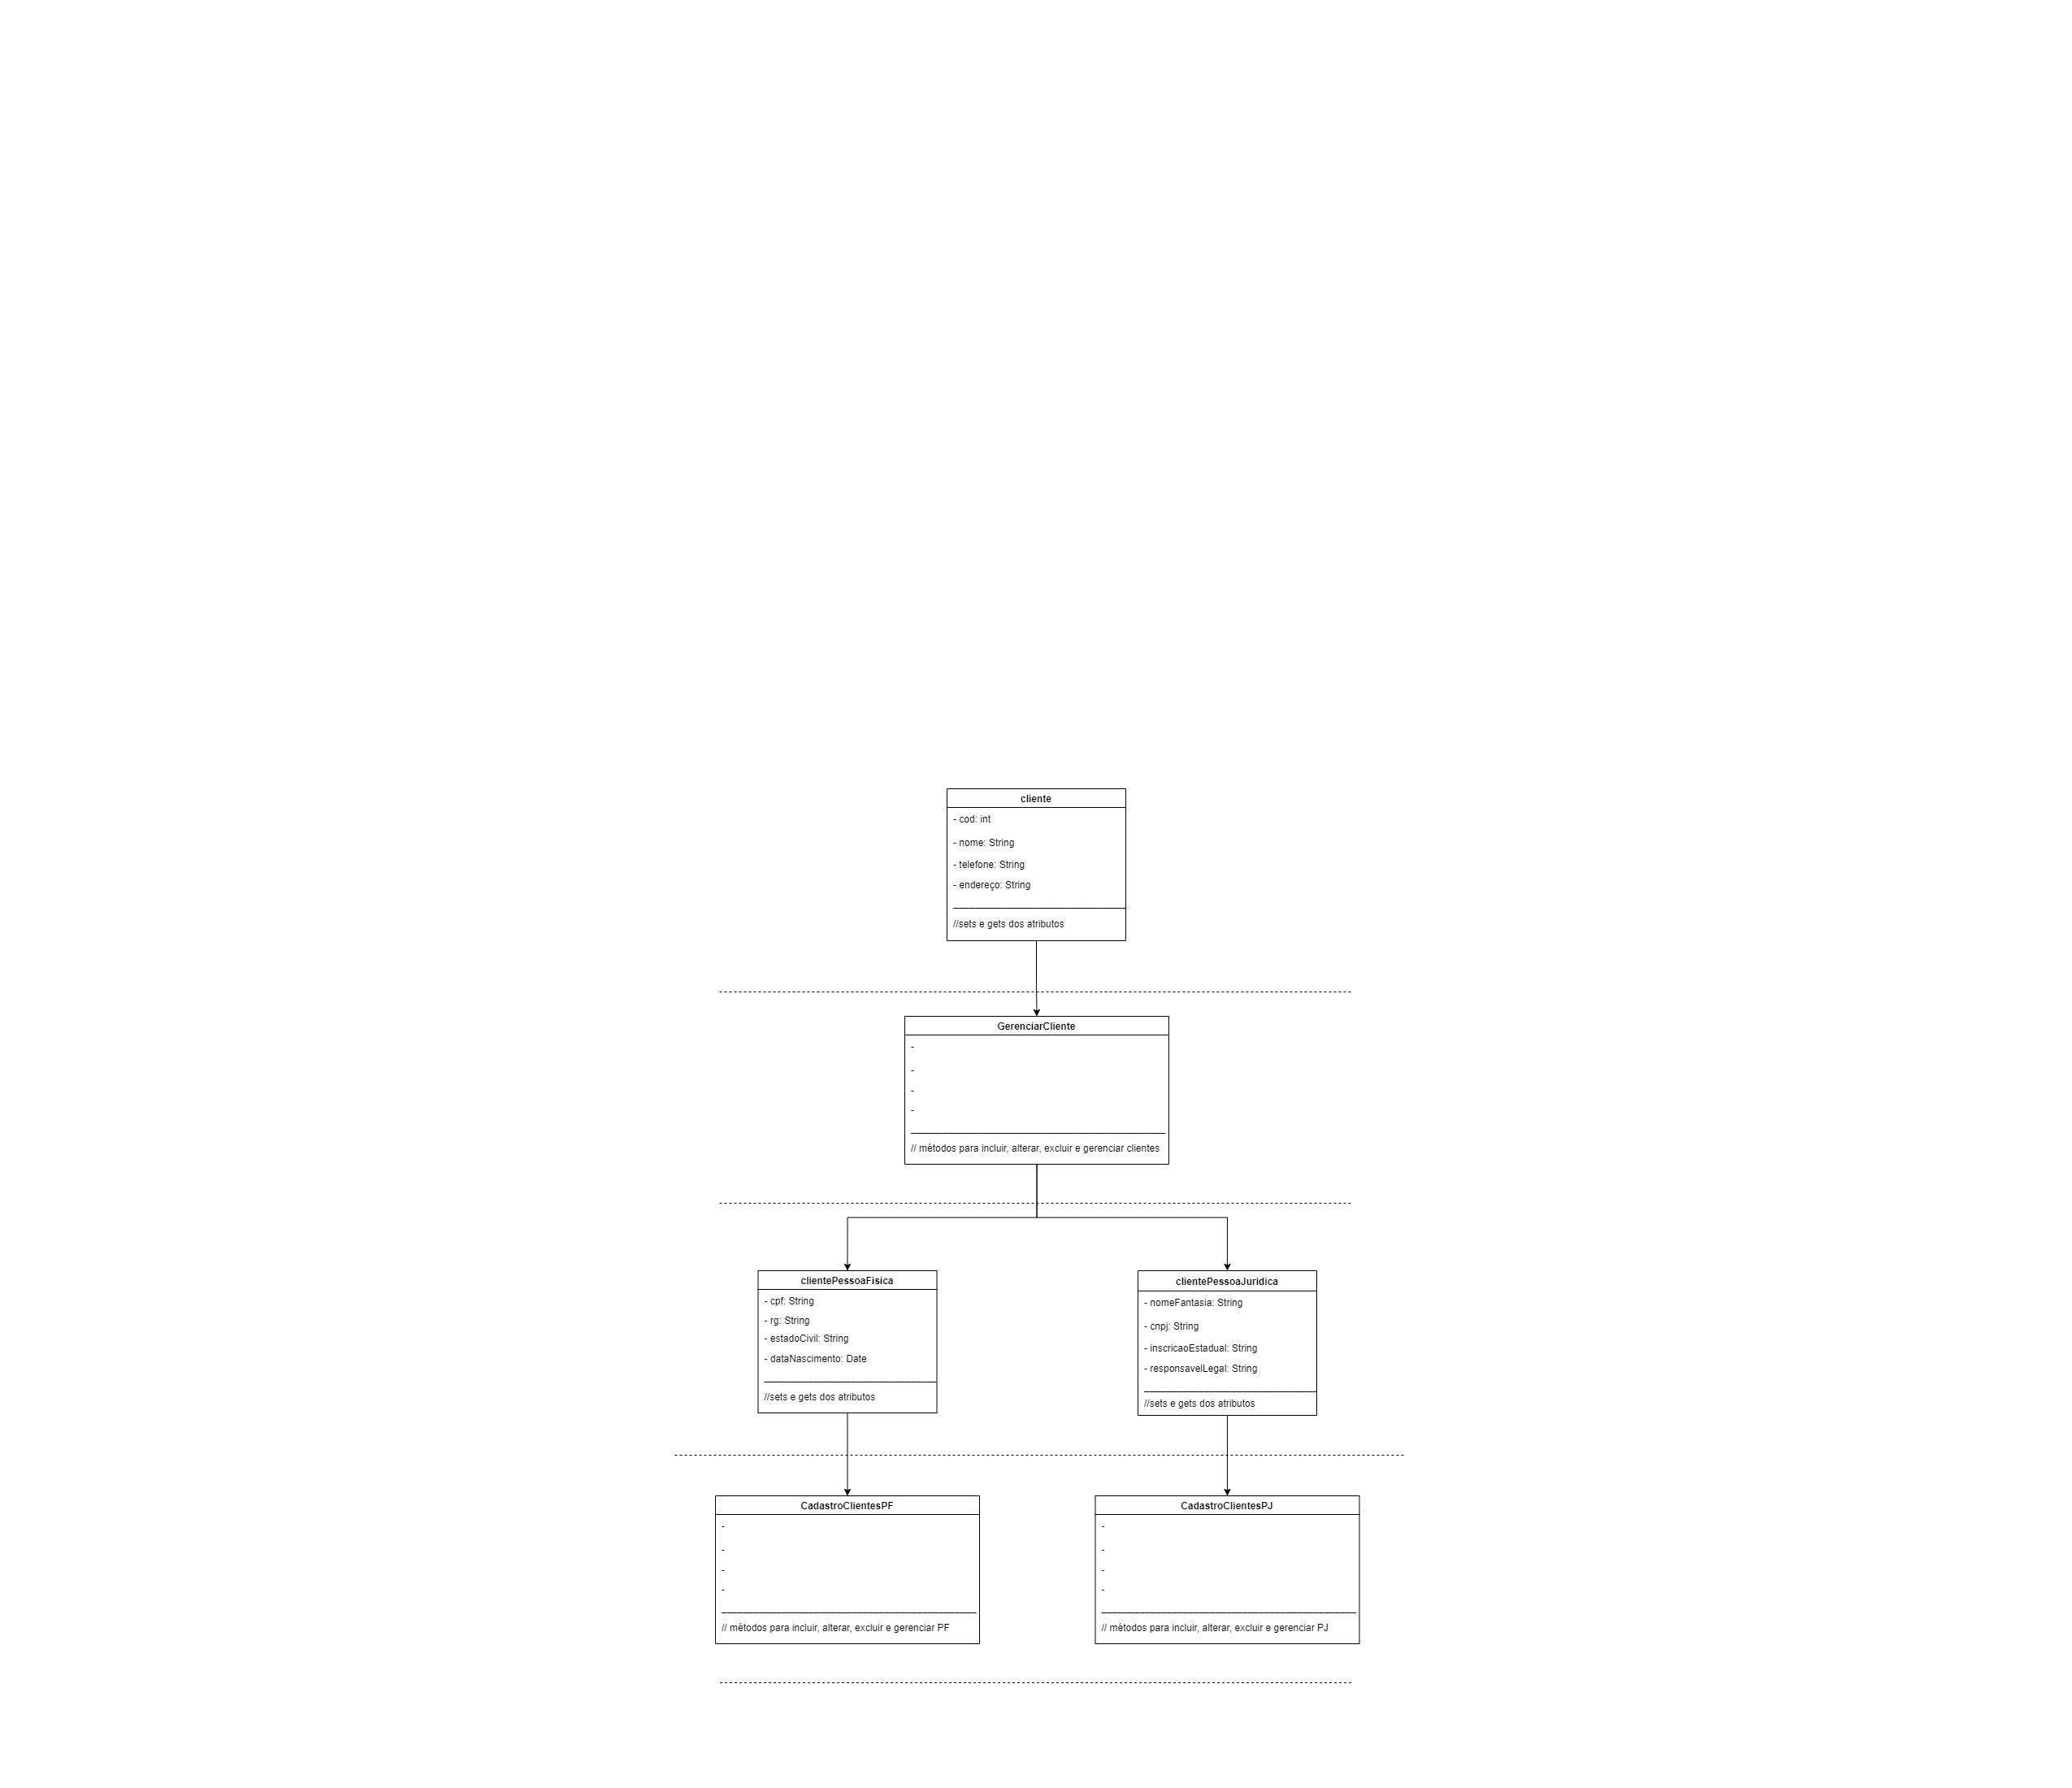 cliente
- cod: int
- nome: String
- telefone: String
- endereço: String
//sets e gets dos atributos
GerenciarCliente
-
-
-
-
// métodos para incluir, alterar, excluir e gerenciar clientes
clientePessoaFisica
- cpf: String
- rg: String
- estadoCivil: String
- dataNascimento: Date
//sets e gets dos atributos
clientePessoaJuridica
- nomeFantasia: String
- cnpj: String
- inscricaoEstadual: String
- responsavelLegal: String
//sets e gets dos atributos
CadastroClientesPF
-
-
-
-
// métodos para incluir, alterar, excluir e gerenciar PF
CadastroClientesPJ
-
-
-
-
// métodos para incluir, alterar, excluir e gerenciar PJ